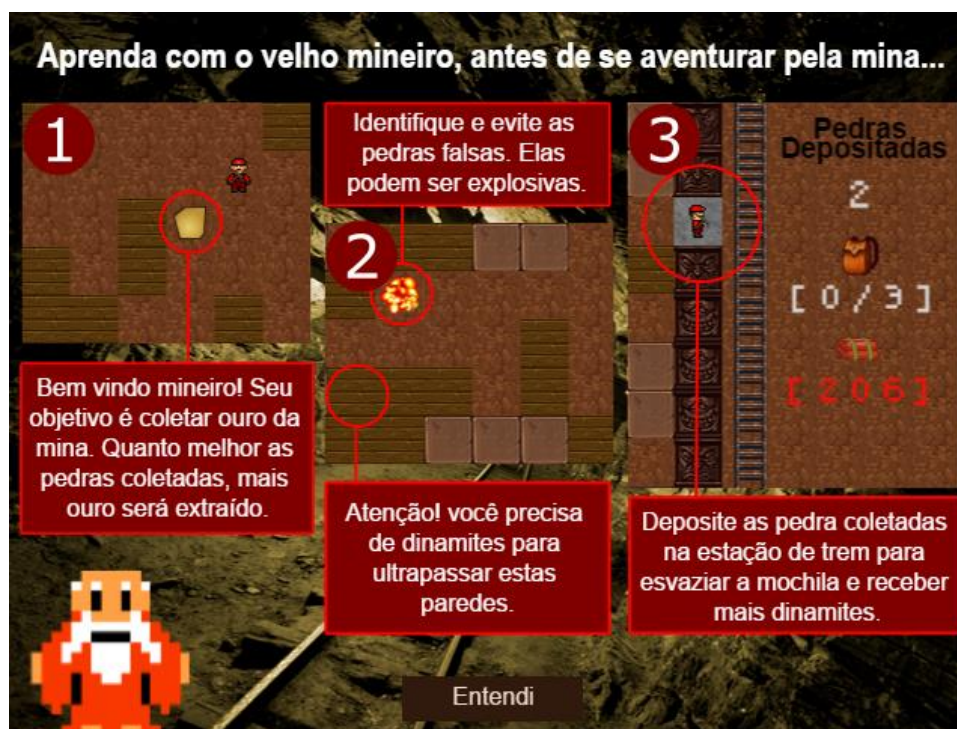 Aprenda com o velho mineiro, antes de se aventurar pela mina...
1
Bem vindo mineiro! Seu
objetivo é coletar ouro da
mina. Quanto melhor as
pedras coletadas, mais
ouro será extraído.
Identifique e evite as
pedras falsas. Elas
podem ser explosivas.
2
Atenção! você precisa
de dinamites para
ultrapassar estas
paredes.
3
Pedras
Depositadas
2
[0/3]
[206]
Deposite as pedra coletadas
na estação de trem para
esvaziar a mochila e receber
mais dinamites.
Entendi